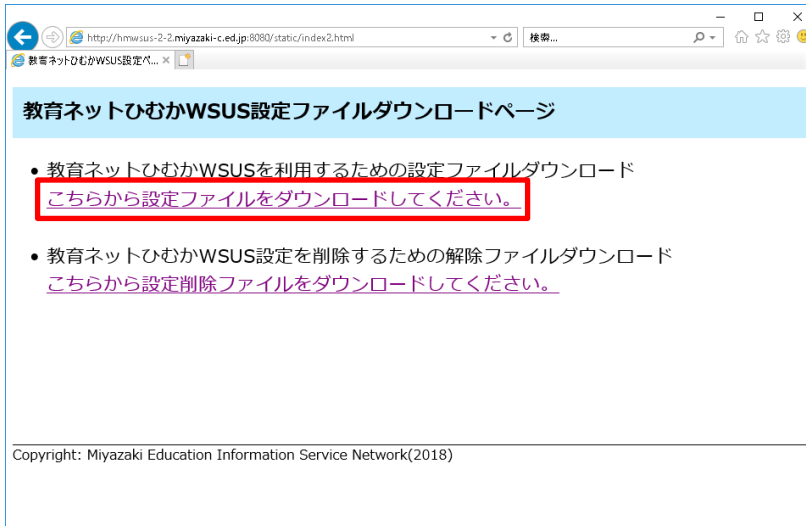 http://hmwsus-2-2.miyazaki-c.ed.jp:8080/static/index2.html
検索...
教育ネットひむかWSUS設定ペ...
教育ネットひむかWSUS設定ファイルダウンロードページ
• 教育ネットひむかWSUSを利用するための設定ファイルダウンロード
こちらから設定ファイルをダウンロードしてください。
• 教育ネットひむかWSUS設定を削除するための解除ファイルダウンロード
こちらから設定削除ファイルをダウンロードしてください。
Copyright: Miyazaki Education Information Service Network(2018)